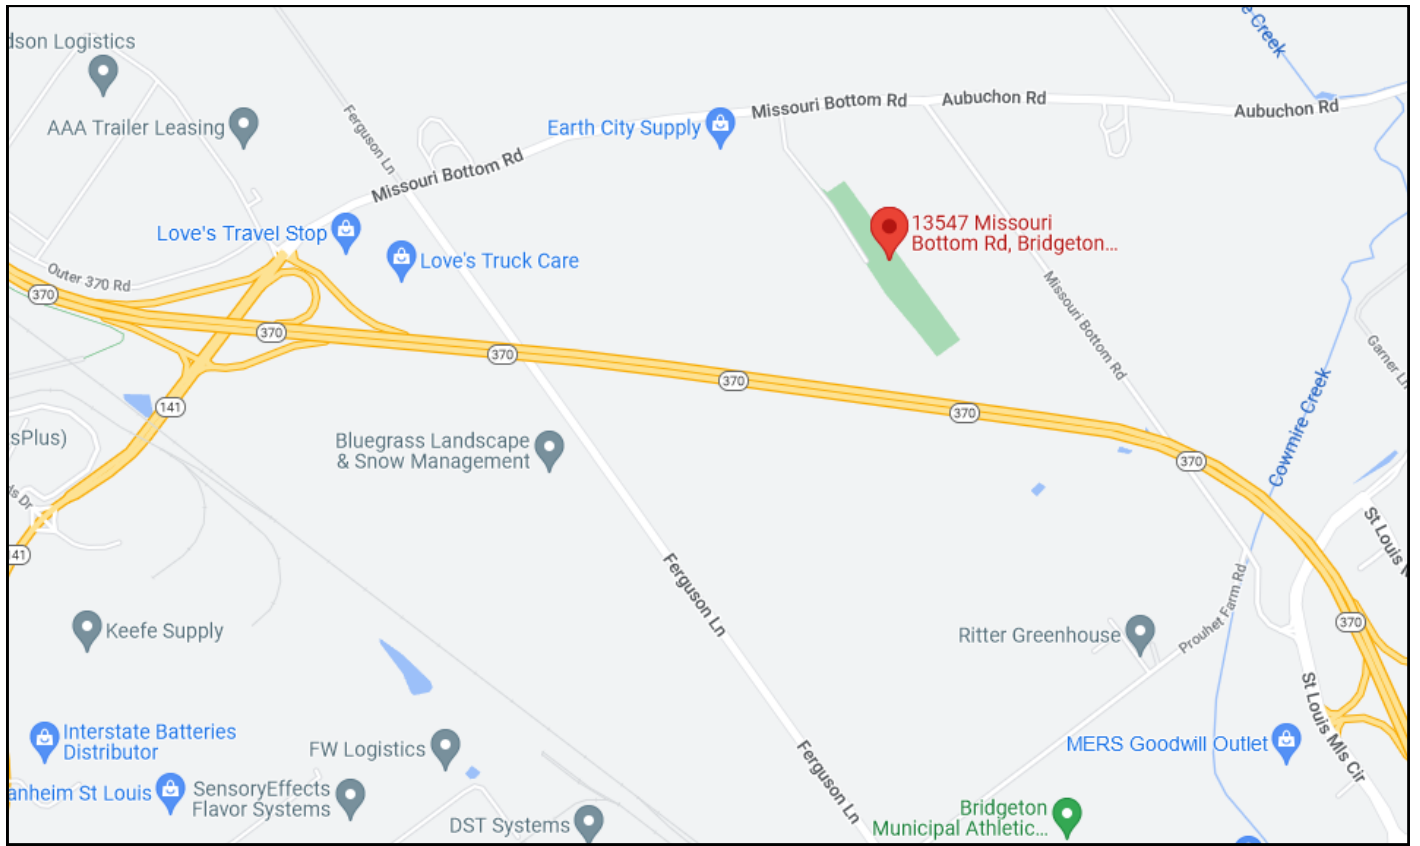 e Creek
dson Logistics
AAA Trailer Leasing
Ferguson Ln
Earth City Supply
Missouri Bottom Rd
Aubuchon Rd
Aubuchon Rd
Missouri Bottom Rd
Love's Travel Stop
Love's Truck Care
13547 Missouri
Bottom Rd, Bridgeton...
Outer 370 Rd
370
370
370
370
370
370
Missouri Bottom Rd
Garner Ln
Cowmire Creek
141
sPlus)
ds Dr
41
Bluegrass Landscape
& Snow Management
St Louis M
Ferguson Ln
Keefe Supply
Ritter Greenhouse
Prouhet Farm Rd
370
St Louis Mls Cir
Interstate Batteries
Distributor
FW Logistics
MERS Goodwill Outlet
anheim St Louis
SensoryEffects
Flavor Systems
DST Systems
Ferguson Ln
Bridgeton
Municipal Athletic...